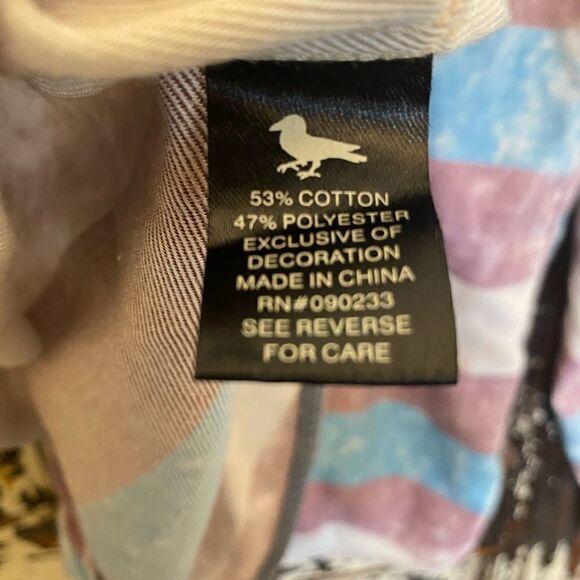 53% COTTON
47% POLYESTER
EXCLUSIVE OF
DECORATION
MADE IN CHINA
RN#090233
SEE REVERSE
FOR CARE